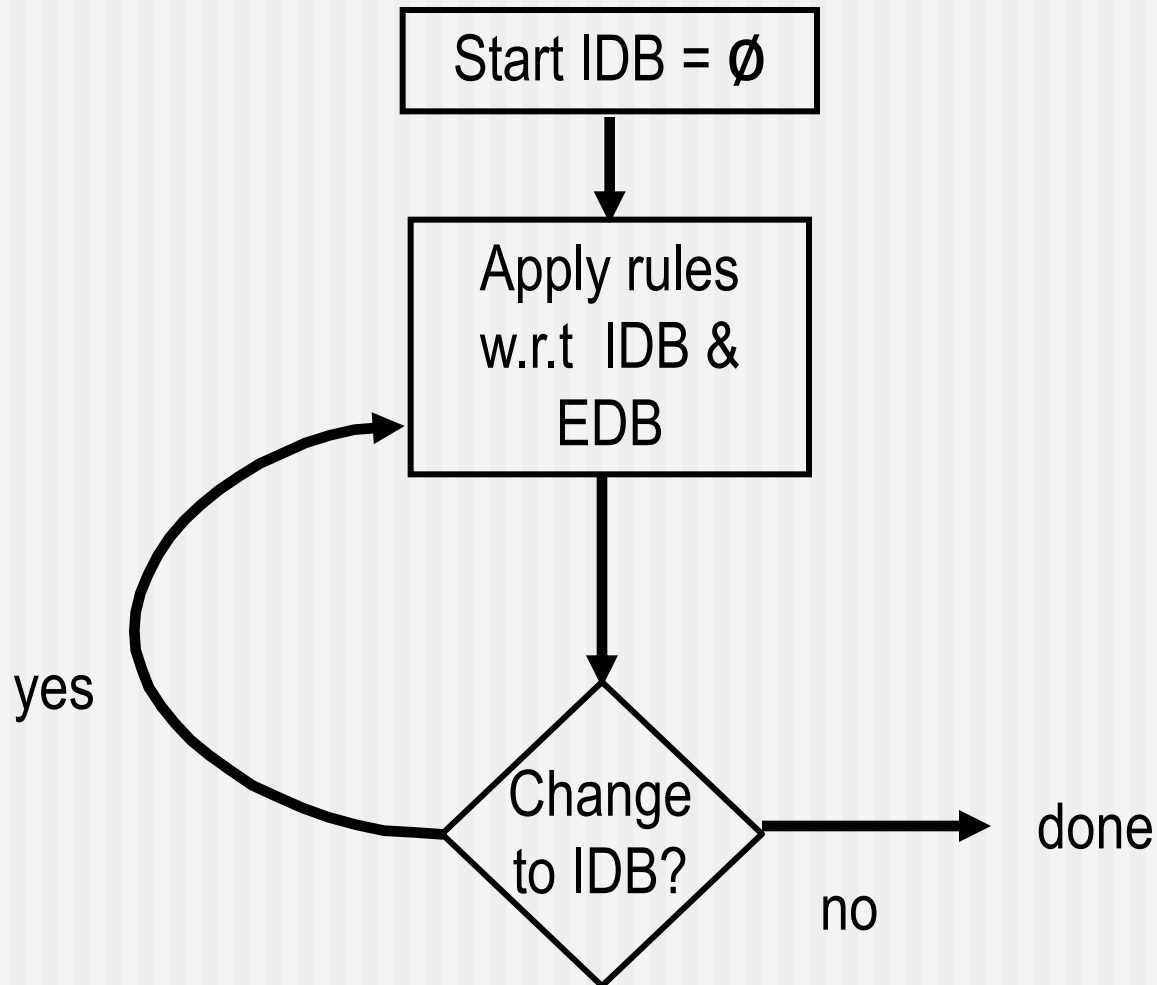 Start IDB = ∅
Apply rules
w.r.t IDB &
EDB
yes
Change
to IDB?
done
no